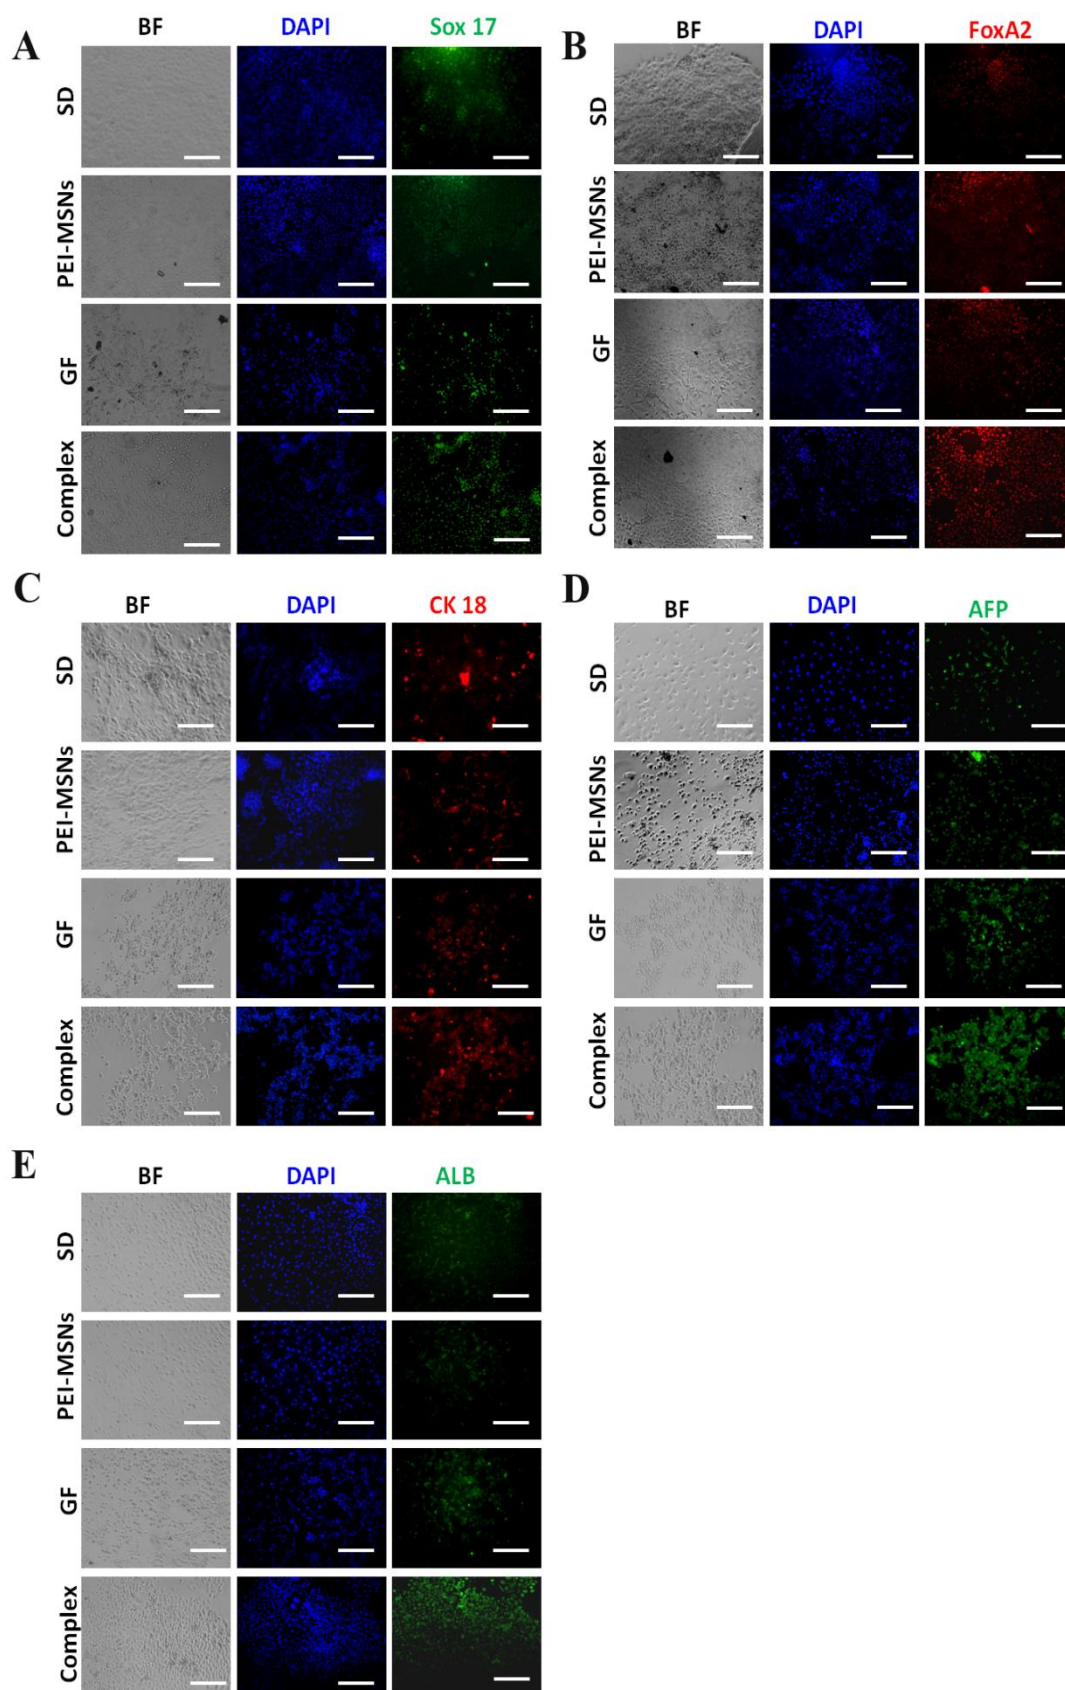 A
BF DAPI Sox 17
SD
PEI-MSNs
GF
Complex
B
BF DAPI FoxA2
SD
PEI-MSNs
GF
Complex
C
BF DAPI CK 18
SD
PEI-MSNs
GF
Complex
D
BF DAPI AFP
SD
PEI-MSNs
GF
Complex
E
BF DAPI ALB
SD
PEI-MSNs
GF
Complex